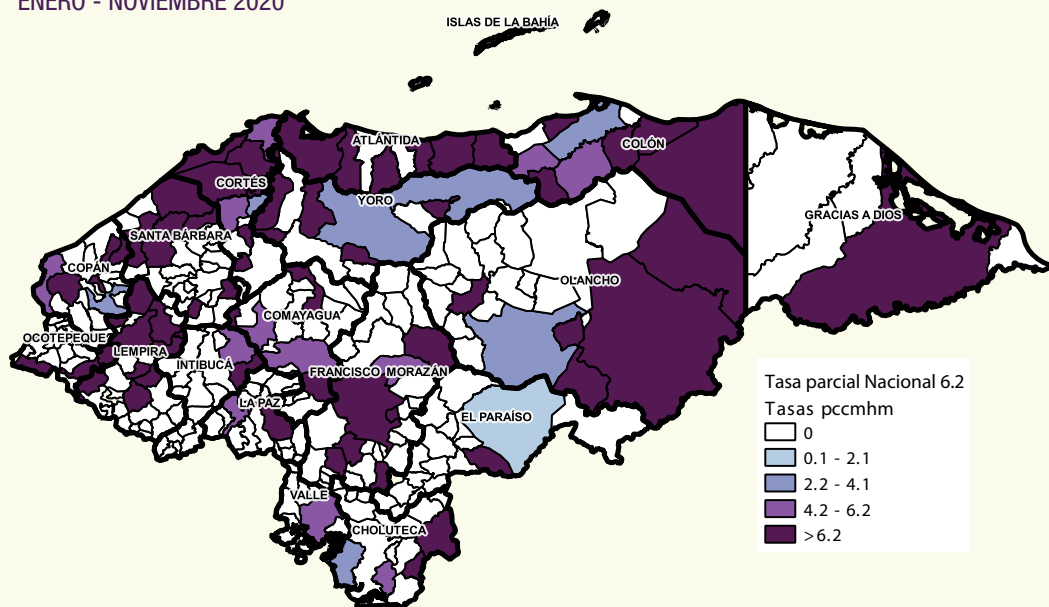 ENERO - NOVIEMBRE 2020
ISLAS DE LA BAHÍA
ATLÁNTIDA
COLÓN
CORTÉS
YORO
GRACIAS A DIOS
SANTA BÁRBARA
COPÁN
OLANCHO
COMAYAGUA
OCOTEPEQUE
LEMPIRA
INTIBUCÁ
FRANCISCO MORAZÁN
LA PAZ
EL PARAÍSO
VALLE
CHOLUTECA
Tasa parcial Nacional 6.2
Tasas pccmhm
0
0.1 - 2.1
2.2 - 4.1
4.2 - 6.2
>6.2